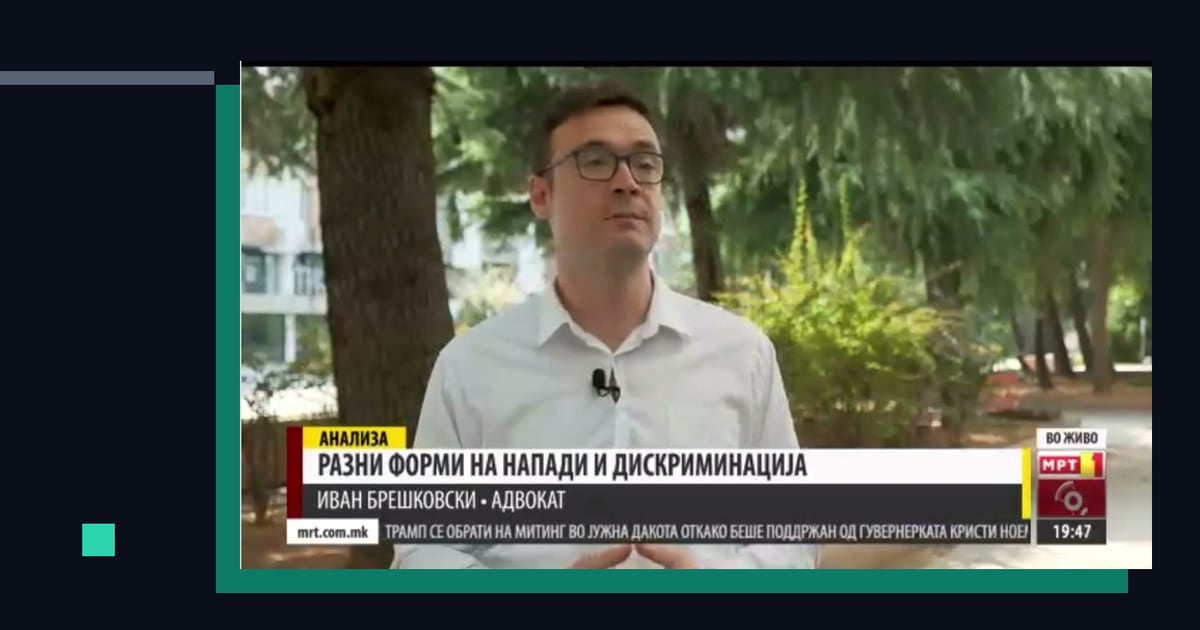 АНАЛИЗА
РАЗНИ ФОРМИ НА НАПАДИ И ДИСКРИМИНАЦИЈА
ИВАН БРЕШКОВСКИ • АДВОКАТ
mrt.com.mk ТРАМП СЕ ОБРАТИ НА МИТИНГ ВО ЈУЖНА ДАКОТА ОТКАКО БЕШЕ ПОДДРЖАН ОД ГУВЕРНЕРКАТА КРИСТИ НОЕМ
ВО ЖИВО
МРТ 1
19:47